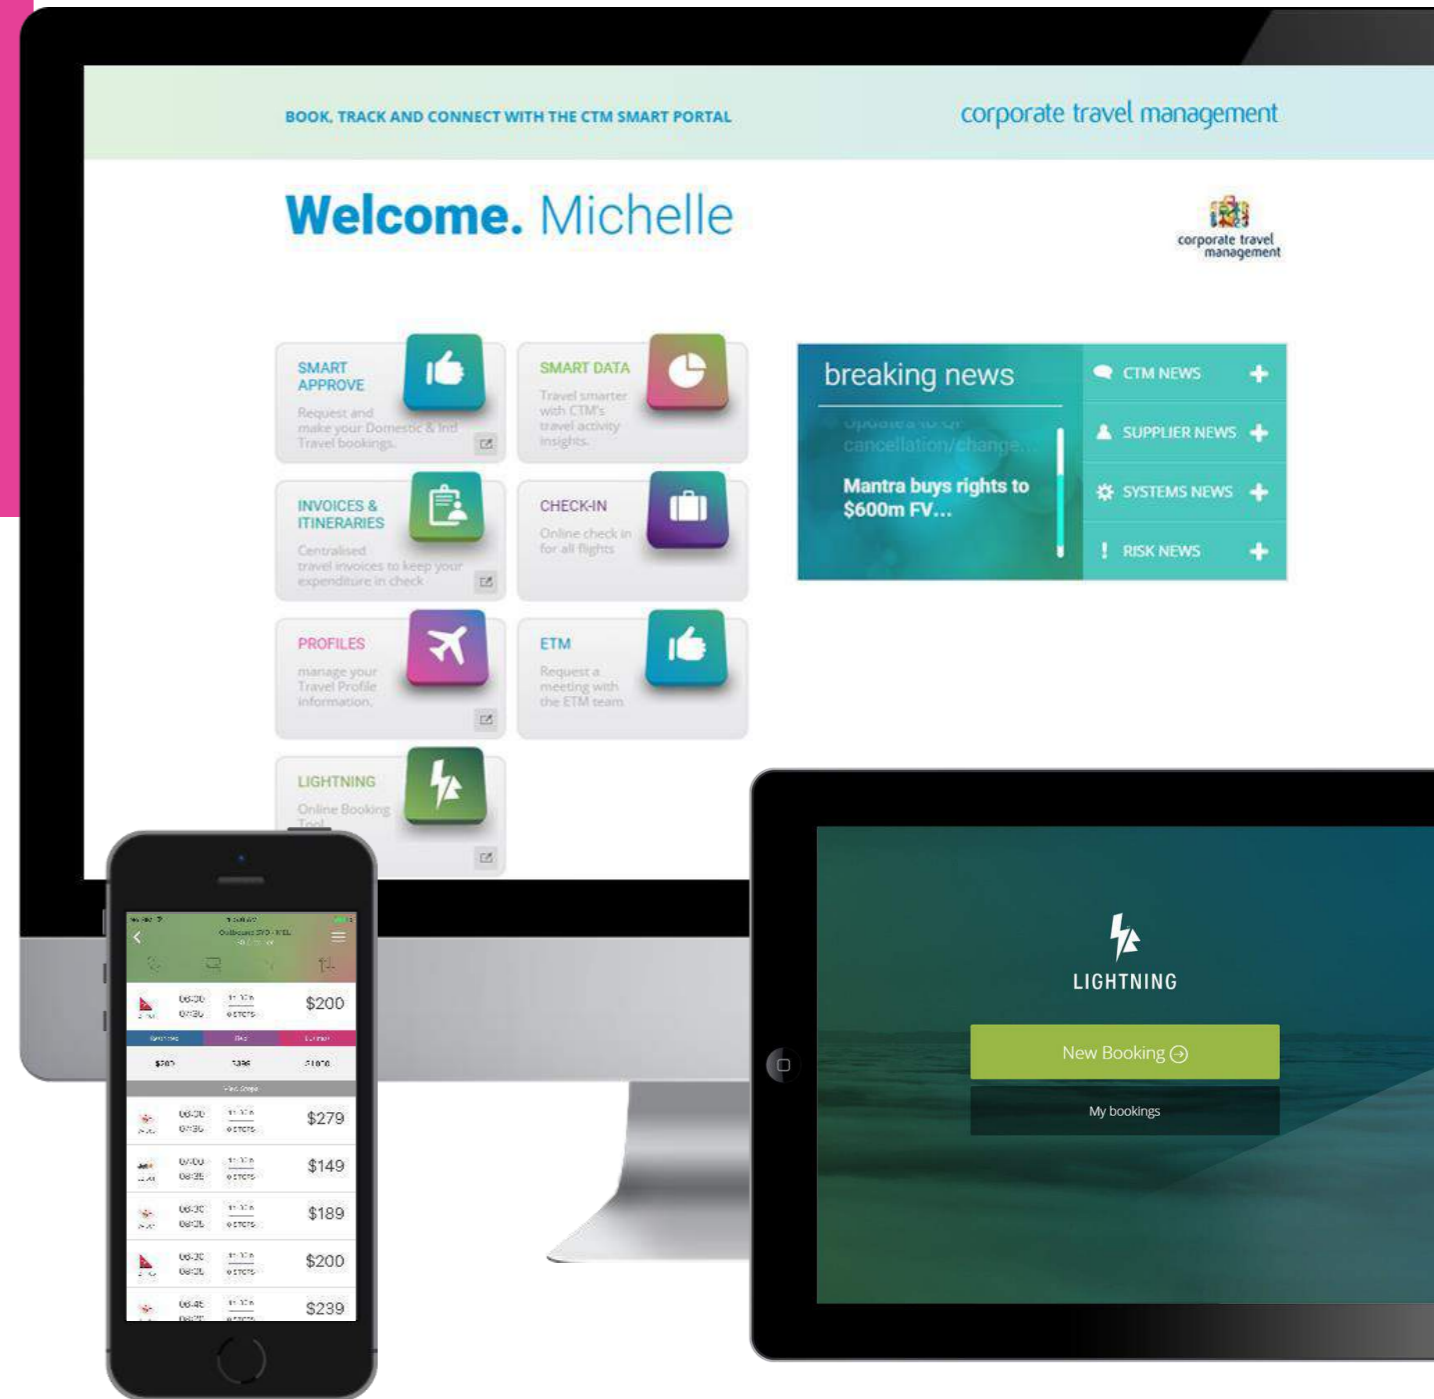 BOOK, TRACK AND CONNECT WITH THE CTM SMART PORTAL
corporate travel management
Welcome. Michelle
corporate travel
management
SMART
APPROVE
Request and
make your Domestic & Intl
Travel bookings.
SMART DATA
Travel smarter
with CTM's
travel activity
insights.
INVOICES &
ITINERARIES
Centralised
travel invoices to keep your
expenditure in check
CHECK-IN
Online check in
for all flights
PROFILES
manage your
Travel Profile
information.
ETM
Request a
meeting with
the ETM team
LIGHTNING
Online Booking
Tool
breaking news
cancellation/change...
Mantra buys rights to
$600m FV...
CTM NEWS
SUPPLIER NEWS
SYSTEMS NEWS
RISK NEWS
$200
$279
$149
$189
$200
$239
LIGHTNING
New Booking
My bookings